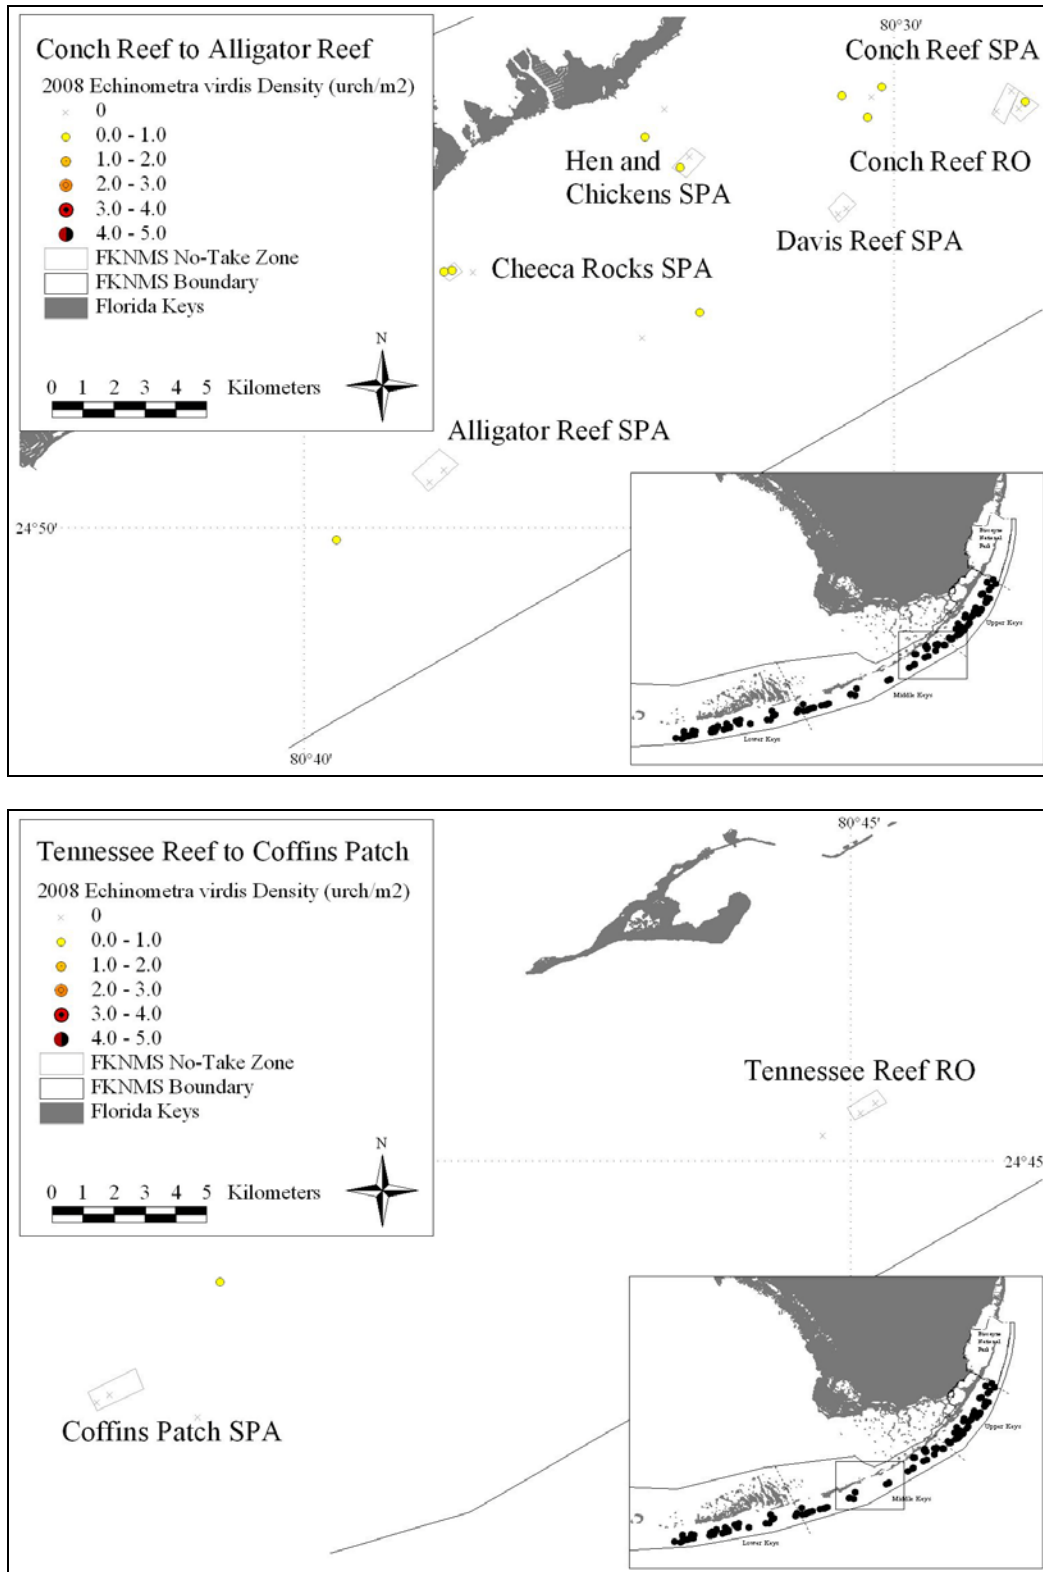 Conch Reef to Alligator Reef
2008 Echinometra virdis Density (urch/m2)
0
0.0 - 1.0
1.0 - 2.0
2.0 - 3.0
3.0 - 4.0
4.0 - 5.0
FKNMS No-Take Zone
FKNMS Boundary
Florida Keys
0 1 2 3 4 5 Kilometers
N
80°30'
Conch Reef SPA
Hen and
Chickens SPA
Conch Reef RO
Davis Reef SPA
Cheeca Rocks SPA
Alligator Reef SPA
24°50'
80°40'
Biscayne
National
Park
Upper Keys
Middle Keys
Lower Keys
Tennessee Reef to Coffins Patch
2008 Echinometra virdis Density (urch/m2)
0
0.0 - 1.0
1.0 - 2.0
2.0 - 3.0
3.0 - 4.0
4.0 - 5.0
FKNMS No-Take Zone
FKNMS Boundary
Florida Keys
0 1 2 3 4 5 Kilometers
N
80°45'
Tennessee Reef RO
24°45
Coffins Patch SPA
Biscayne
National
Park
Upper Keys
Middle Keys
Lower Keys